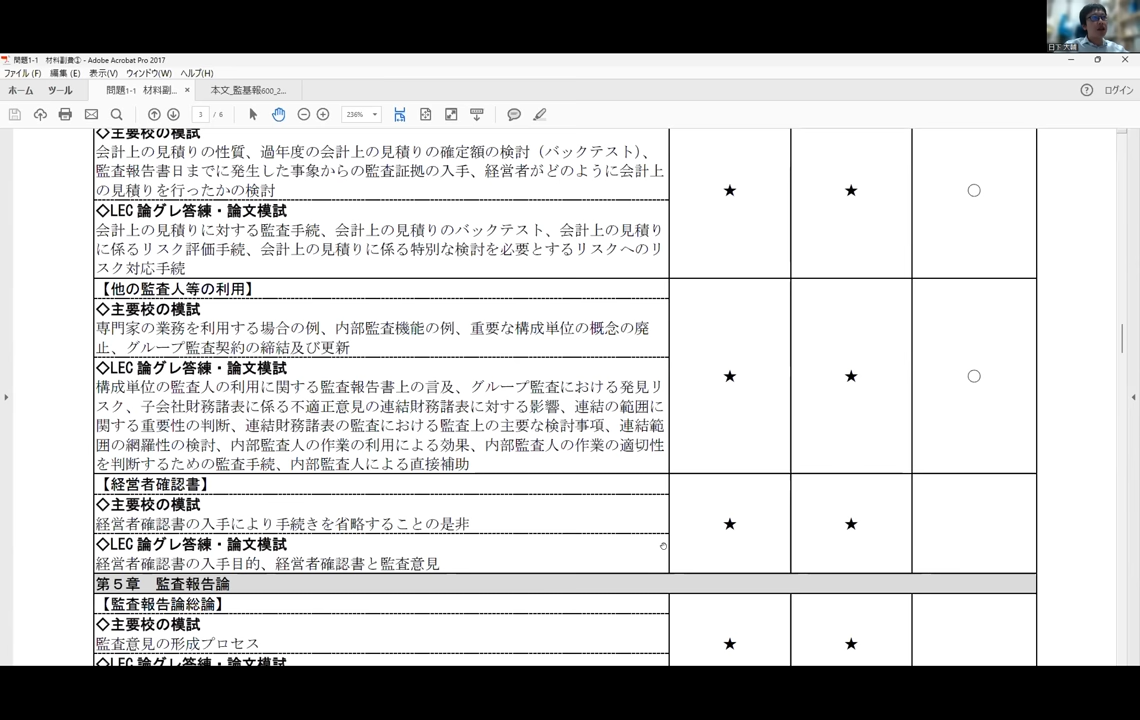 日下 大輔
問題1-1 材料副費① - Adobe Acrobat Pro 2017
ファイル(F) 編集(E) 表示(V) ウィンドウ(W) ヘルプ(H)
ホーム ツール 問題1-1 材料副... × 本文_監基報600_2... ログイン
3 / 6 236%
◇主要校の模試
会計上の見積りの性質、過年度の会計上の見積りの確定額の検討（バックテスト）、
監査報告書日までに発生した事象からの監査証拠の入手、経営者がどのように会計上
の見積りを行ったかの検討
★ ★ ○
◇LEC 論グレ答練・論文模試
会計上の見積りに対する監査手続、会計上の見積りのバックテスト、会計上の見積り
に係るリスク評価手続、会計上の見積りに係る特別な検討を必要とするリスクへのリ
スク対応手続
【他の監査人等の利用】
◇主要校の模試
専門家の業務を利用する場合の例、内部監査機能の例、重要な構成単位の概念の廃
止、グループ監査契約の締結及び更新
◇LEC 論グレ答練・論文模試
★ ★ ○
構成単位の監査人の利用に関する監査報告書上の言及、グループ監査における発見リ
スク、子会社財務諸表に係る不適正意見の連結財務諸表に対する影響、連結の範囲に
関する重要性の判断、連結財務諸表の監査における監査上の主要な検討事項、連結範
囲の網羅性の検討、内部監査人の作業の利用による効果、内部監査人の作業の適切性
を判断するための監査手続、内部監査人による直接補助
【経営者確認書】
◇主要校の模試
経営者確認書の入手により手続きを省略することの是非
★ ★
◇LEC 論グレ答練・論文模試
経営者確認書の入手目的、経営者確認書と監査意見
第５章 監査報告論
【監査報告論総論】
◇主要校の模試
監査意見の形成プロセス
★ ★
◇LEC 論グレ答練・論文模試